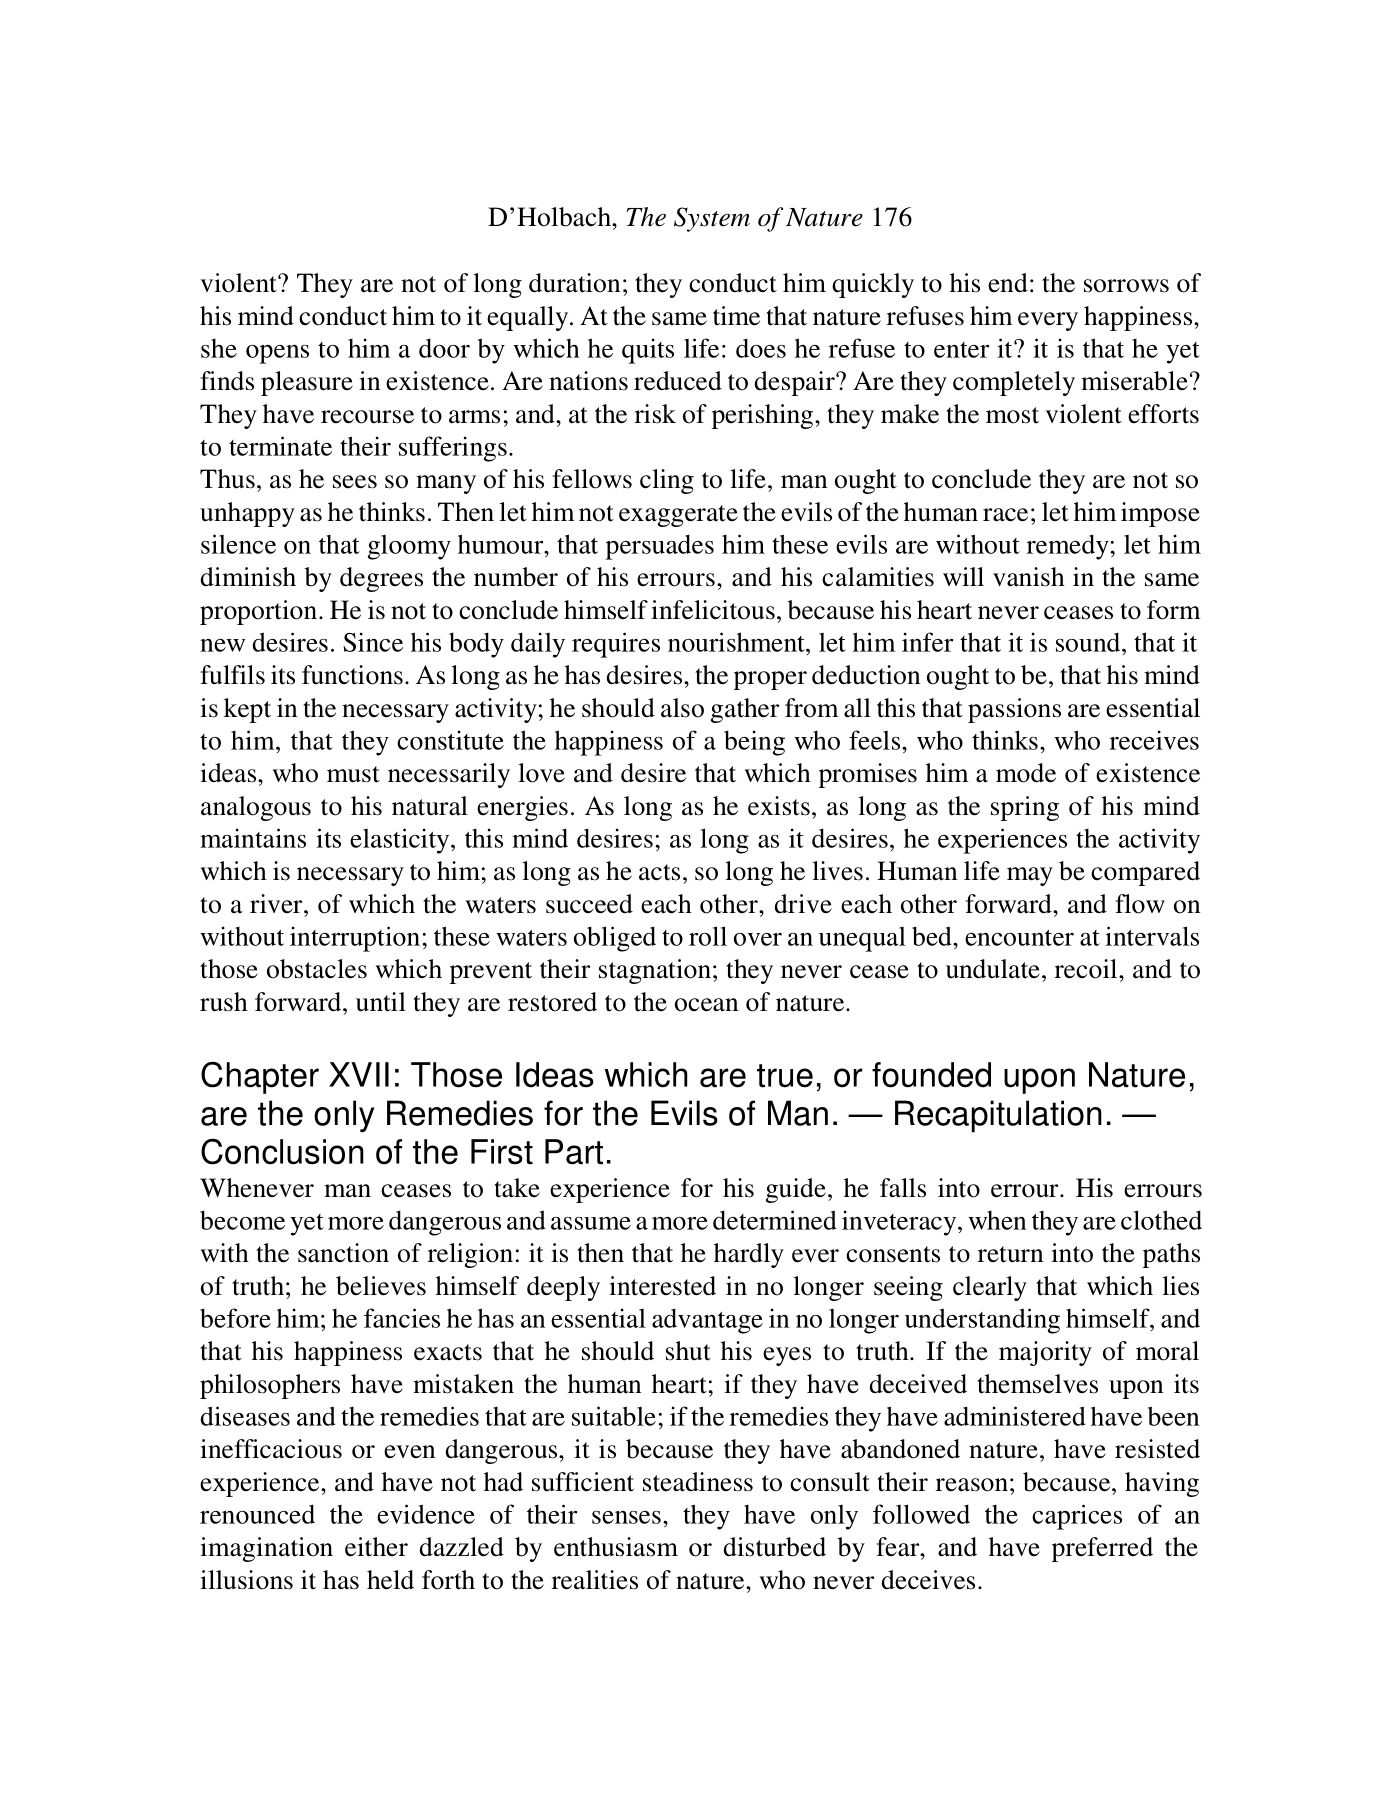 D’Holbach, The System of Nature 176
violent? They are not of long duration; they conduct him quickly to his end: the sorrows of
his mind conduct him to it equally. At the same time that nature refuses him every happiness,
she opens to him a door by which he quits life: does he refuse to enter it? it is that he yet
finds pleasure in existence. Are nations reduced to despair? Are they completely miserable?
They have recourse to arms; and, at the risk of perishing, they make the most violent efforts
to terminate their sufferings.
Thus, as he sees so many of his fellows cling to life, man ought to conclude they are not so
unhappy as he thinks. Then let him not exaggerate the evils of the human race; let him impose
silence on that gloomy humour, that persuades him these evils are without remedy; let him
diminish by degrees the number of his errours, and his calamities will vanish in the same
proportion. He is not to conclude himself infelicitous, because his heart never ceases to form
new desires. Since his body daily requires nourishment, let him infer that it is sound, that it
fulfils its functions. As long as he has desires, the proper deduction ought to be, that his mind
is kept in the necessary activity; he should also gather from all this that passions are essential
to him, that they constitute the happiness of a being who feels, who thinks, who receives
ideas, who must necessarily love and desire that which promises him a mode of existence
analogous to his natural energies. As long as he exists, as long as the spring of his mind
maintains its elasticity, this mind desires; as long as it desires, he experiences the activity
which is necessary to him; as long as he acts, so long he lives. Human life may be compared
to a river, of which the waters succeed each other, drive each other forward, and flow on
without interruption; these waters obliged to roll over an unequal bed, encounter at intervals
those obstacles which prevent their stagnation; they never cease to undulate, recoil, and to
rush forward, until they are restored to the ocean of nature.
Chapter XVII: Those Ideas which are true, or founded upon Nature,
are the only Remedies for the Evils of Man. — Recapitulation. —
Conclusion of the First Part.
Whenever man ceases to take experience for his guide, he falls into errour. His errours
become yet more dangerous and assume a more determined inveteracy, when they are clothed
with the sanction of religion: it is then that he hardly ever consents to return into the paths
of truth; he believes himself deeply interested in no longer seeing clearly that which lies
before him; he fancies he has an essential advantage in no longer understanding himself, and
that his happiness exacts that he should shut his eyes to truth. If the majority of moral
philosophers have mistaken the human heart; if they have deceived themselves upon its
diseases and the remedies that are suitable; if the remedies they have administered have been
inefficacious or even dangerous, it is because they have abandoned nature, have resisted
experience, and have not had sufficient steadiness to consult their reason; because, having
renounced the evidence of their senses, they have only followed the caprices of an
imagination either dazzled by enthusiasm or disturbed by fear, and have preferred the
illusions it has held forth to the realities of nature, who never deceives.